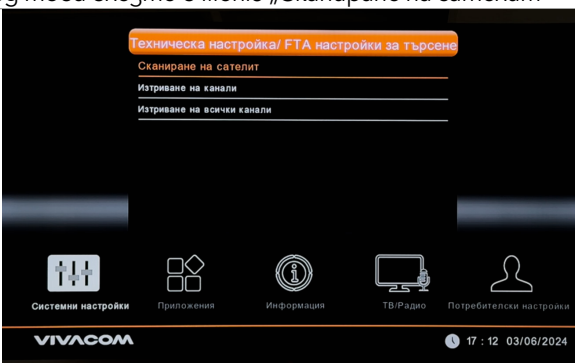 Техническа настройка/ FTA настройки за търсене
Сканиране на сателит
Изтриване на канали
Изтриване на всички канали
Системни настройки
Приложения
Информация
ТВ/Радио
Потребителски настройки
VIVACOM
17 : 12 03/06/2024